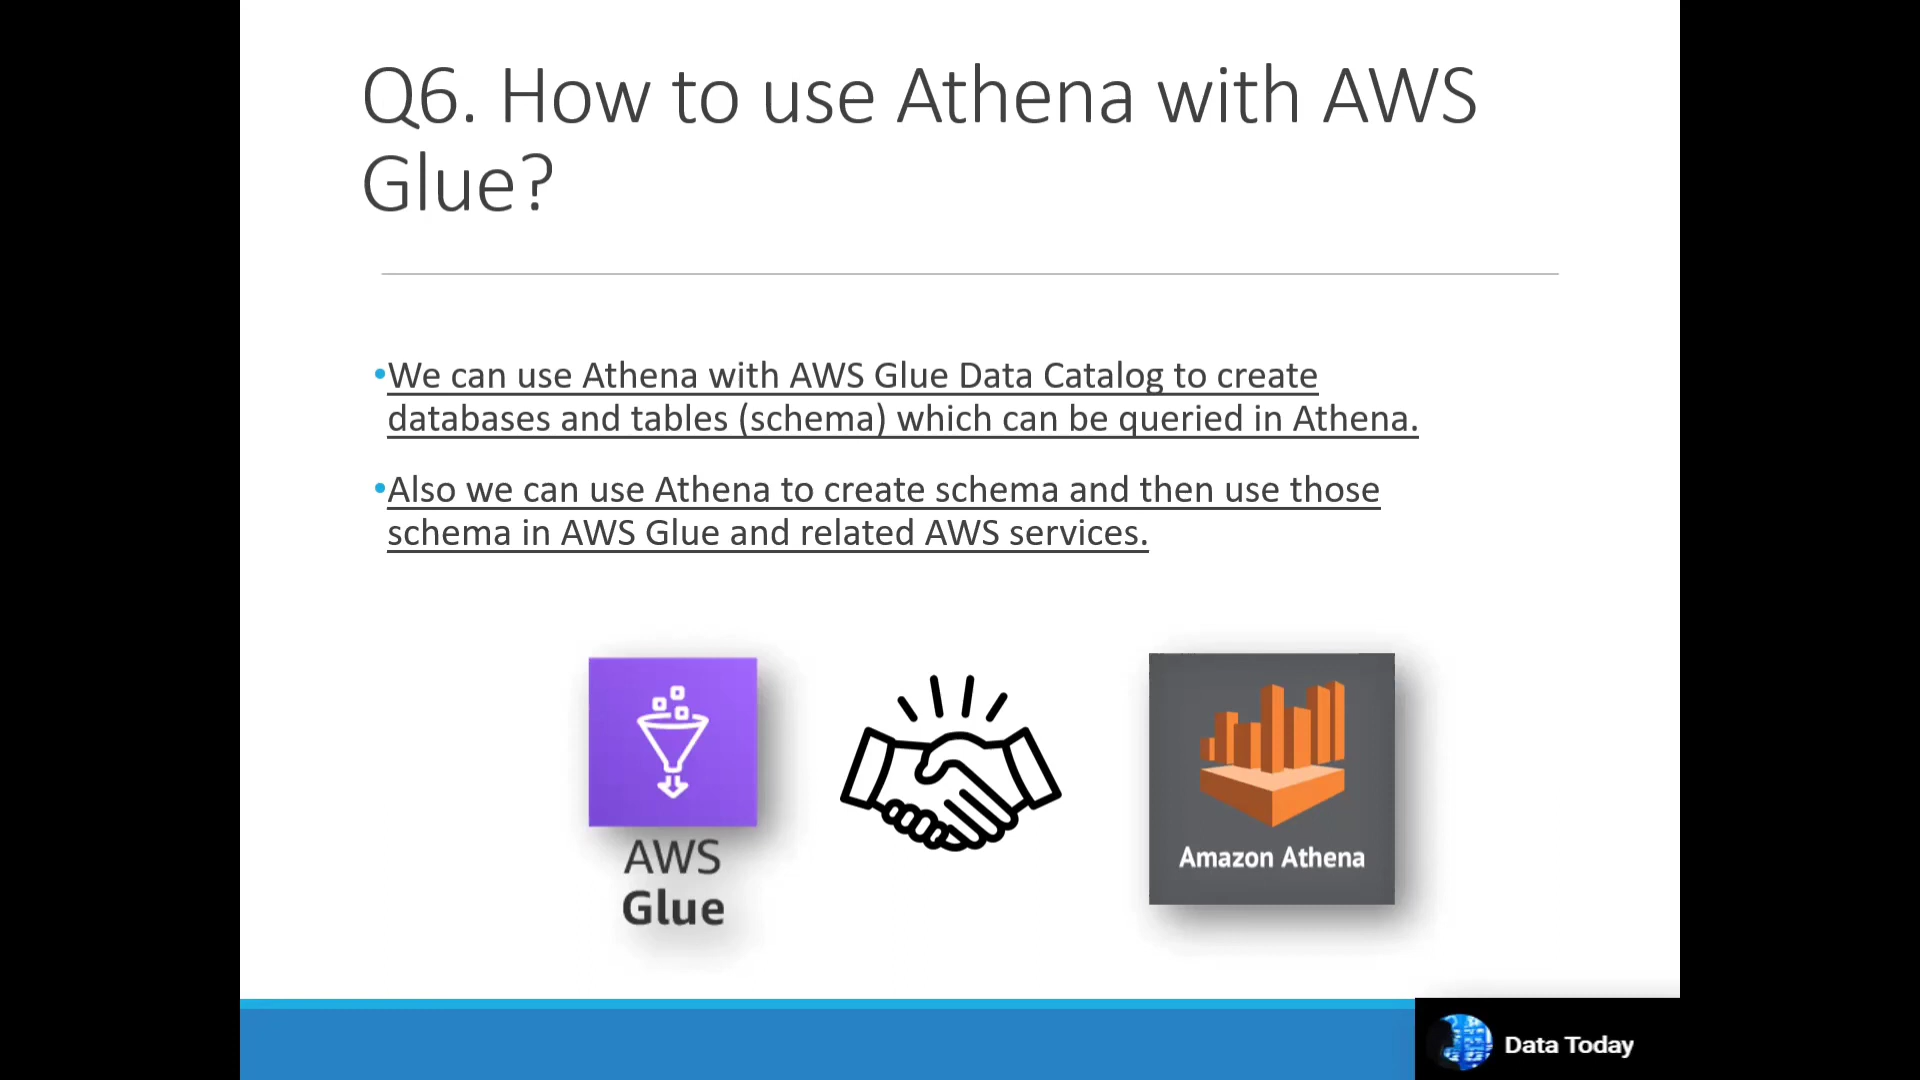 Q6. How to use Athena with AWS
Glue?
•We can use Athena with AWS Glue Data Catalog to create
databases and tables (schema) which can be queried in Athena.
•Also we can use Athena to create schema and then use those
schema in AWS Glue and related AWS services.
AWS
Glue
Amazon Athena
Data Today